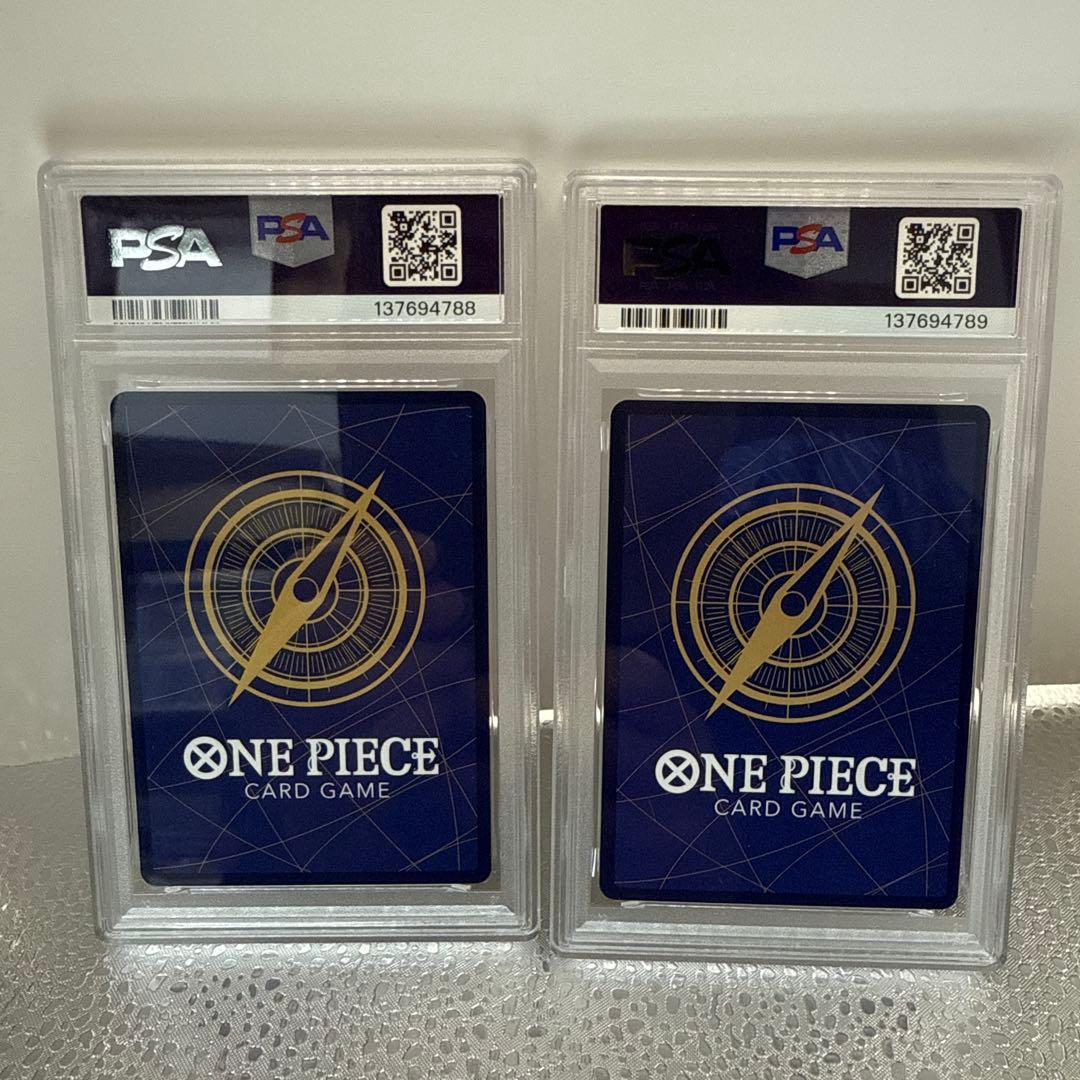 PSA
PSA
137694788
ONE PIECE
CARD GAME
PSA
PSA
137694789
ONE PIECE
CARD GAME